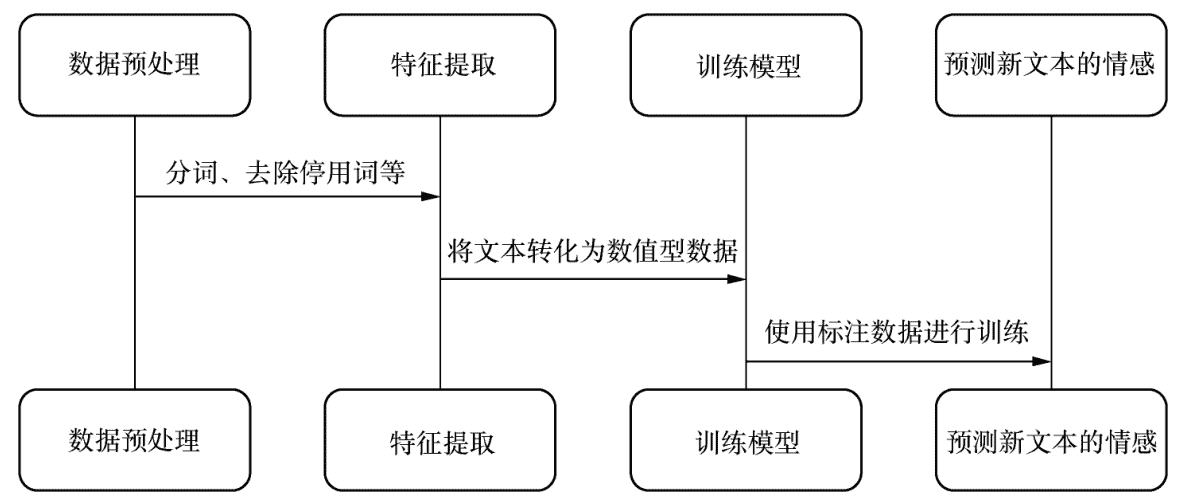 数据预处理
特征提取
训练模型
预测新文本的情感
分词、去除停用词等
将文本转化为数值型数据
使用标注数据进行训练
数据预处理
特征提取
训练模型
预测新文本的情感